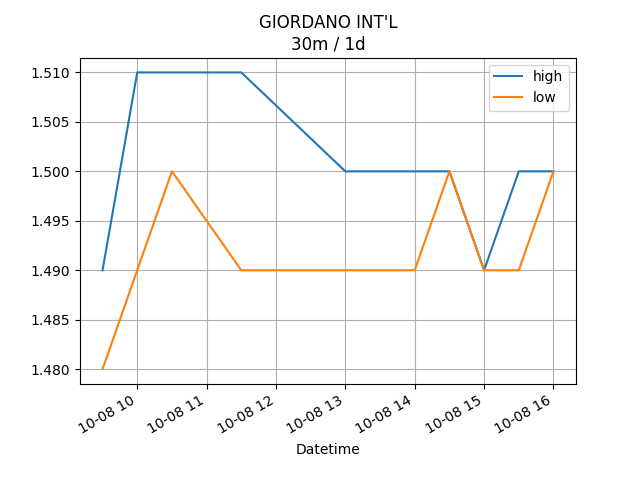 GIORDANO INT'L
30m / 1d
high
low
1.510
1.505
1.500
1.495
1.490
1.485
1.480
10-08 10
10-08 11
10-08 12
10-08 13
10-08 14
10-08 15
10-08 16
Datetime